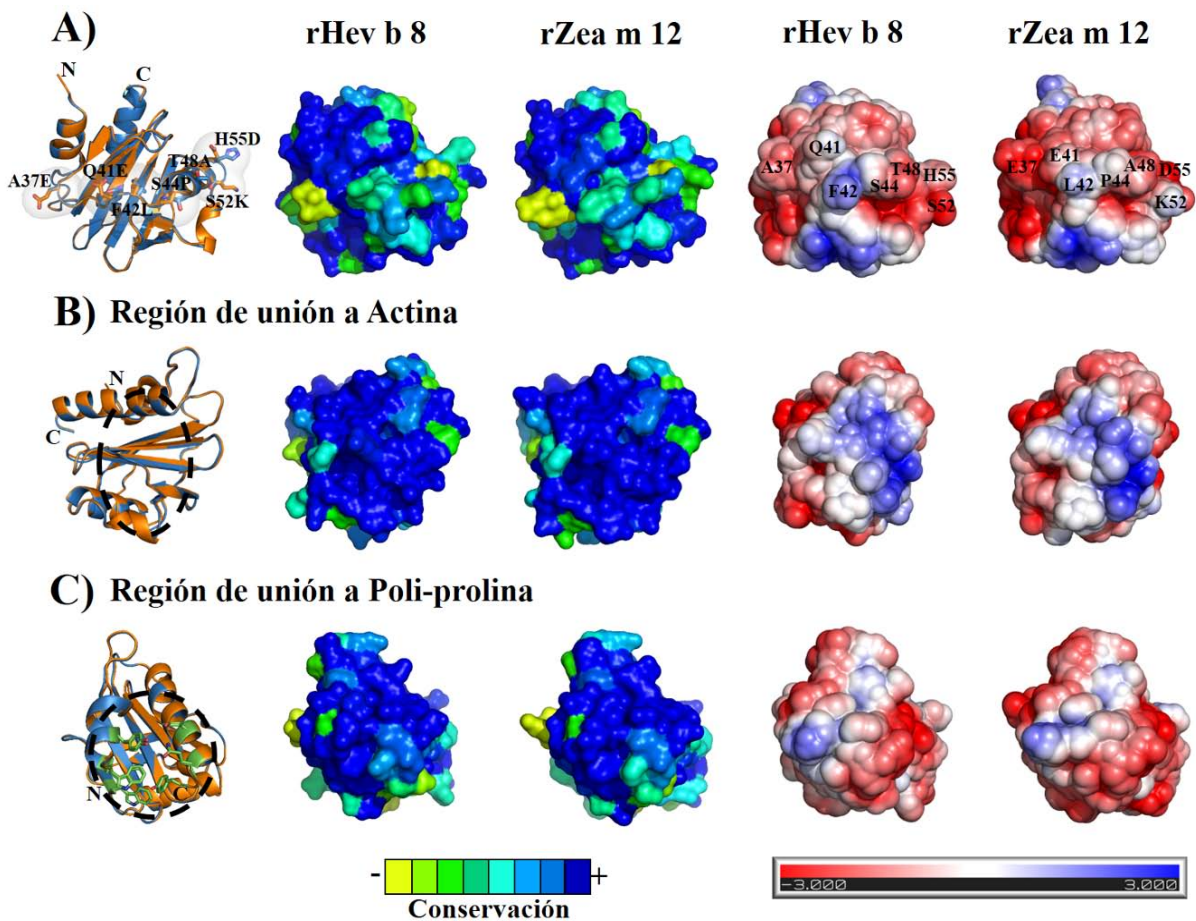 A)
rHev b 8
rZea m 12
rHev b 8
rZea m 12
N
C
H55D
T48A
Q41E
S44P
A37E
S52K
F42L
Q41
A37
T48
H55
F42
S44
S52
E41
E37
A48
D55
L42
P44
K52
B) Región de unión a Actina
N
C
C) Región de unión a Poli-prolina
N
C
- +
Conservación
-3.000 3.000